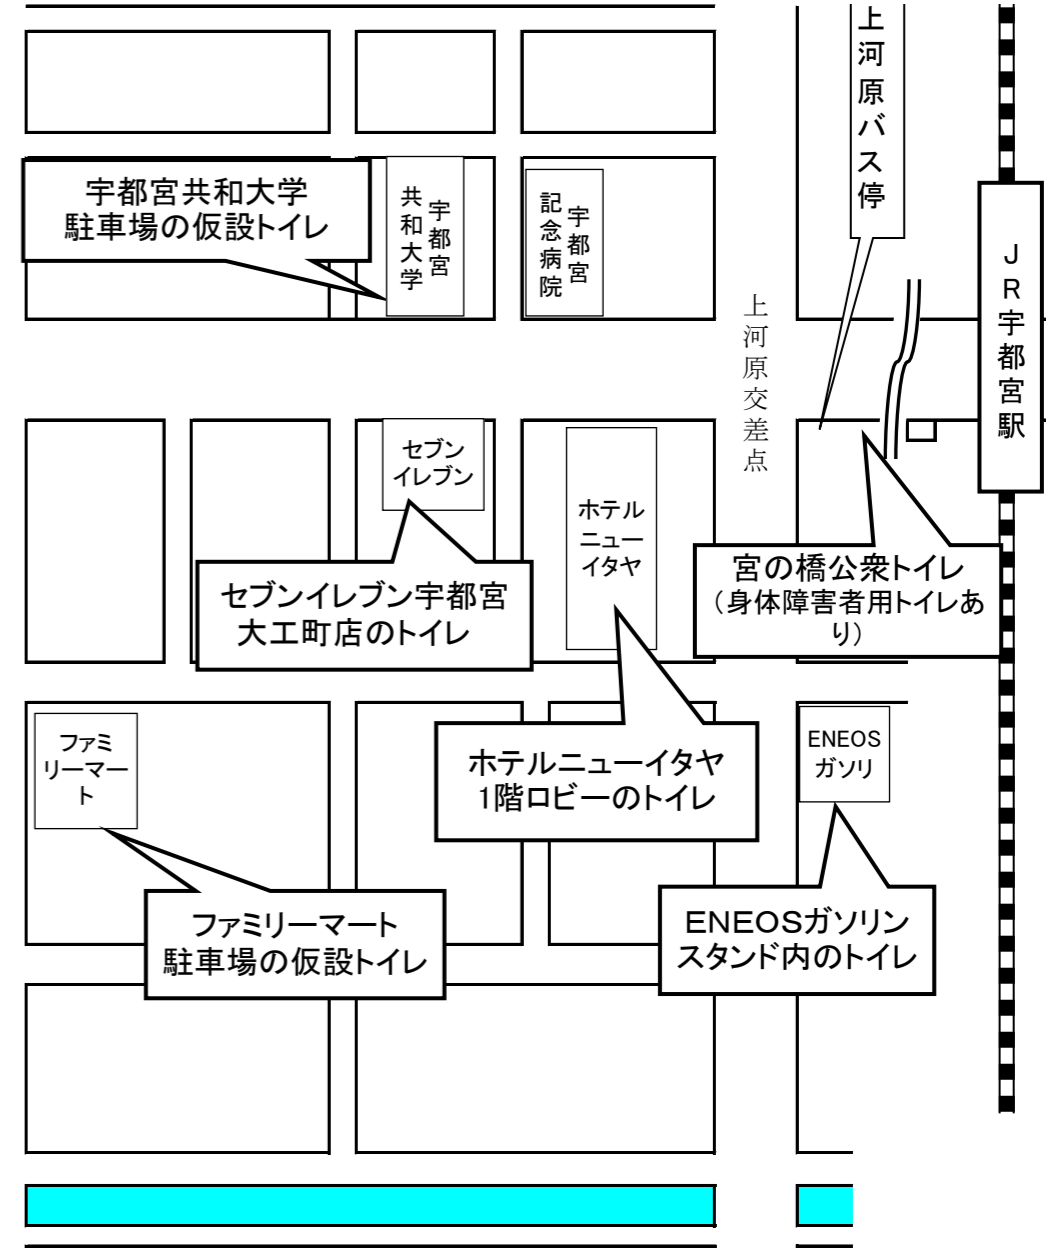 上河原バス停
宇都宮共和大学
駐車場の仮設トイレ
宇都宮
共和大学
宇都宮
記念病院
JR宇都宮駅
上河原交差点
セブン
イレブン
ホテル
ニュー
イタヤ
宮の橋公衆トイレ
(身体障害者用トイレあ
り)
セブンイレブン宇都宮
大工町店のトイレ
ファミ
リーマー
ト
ホテルニューイタヤ
1階ロビーのトイレ
ENEOS
ガソリ
ファミリーマート
駐車場の仮設トイレ
ENEOSガソリン
スタンド内のトイレ